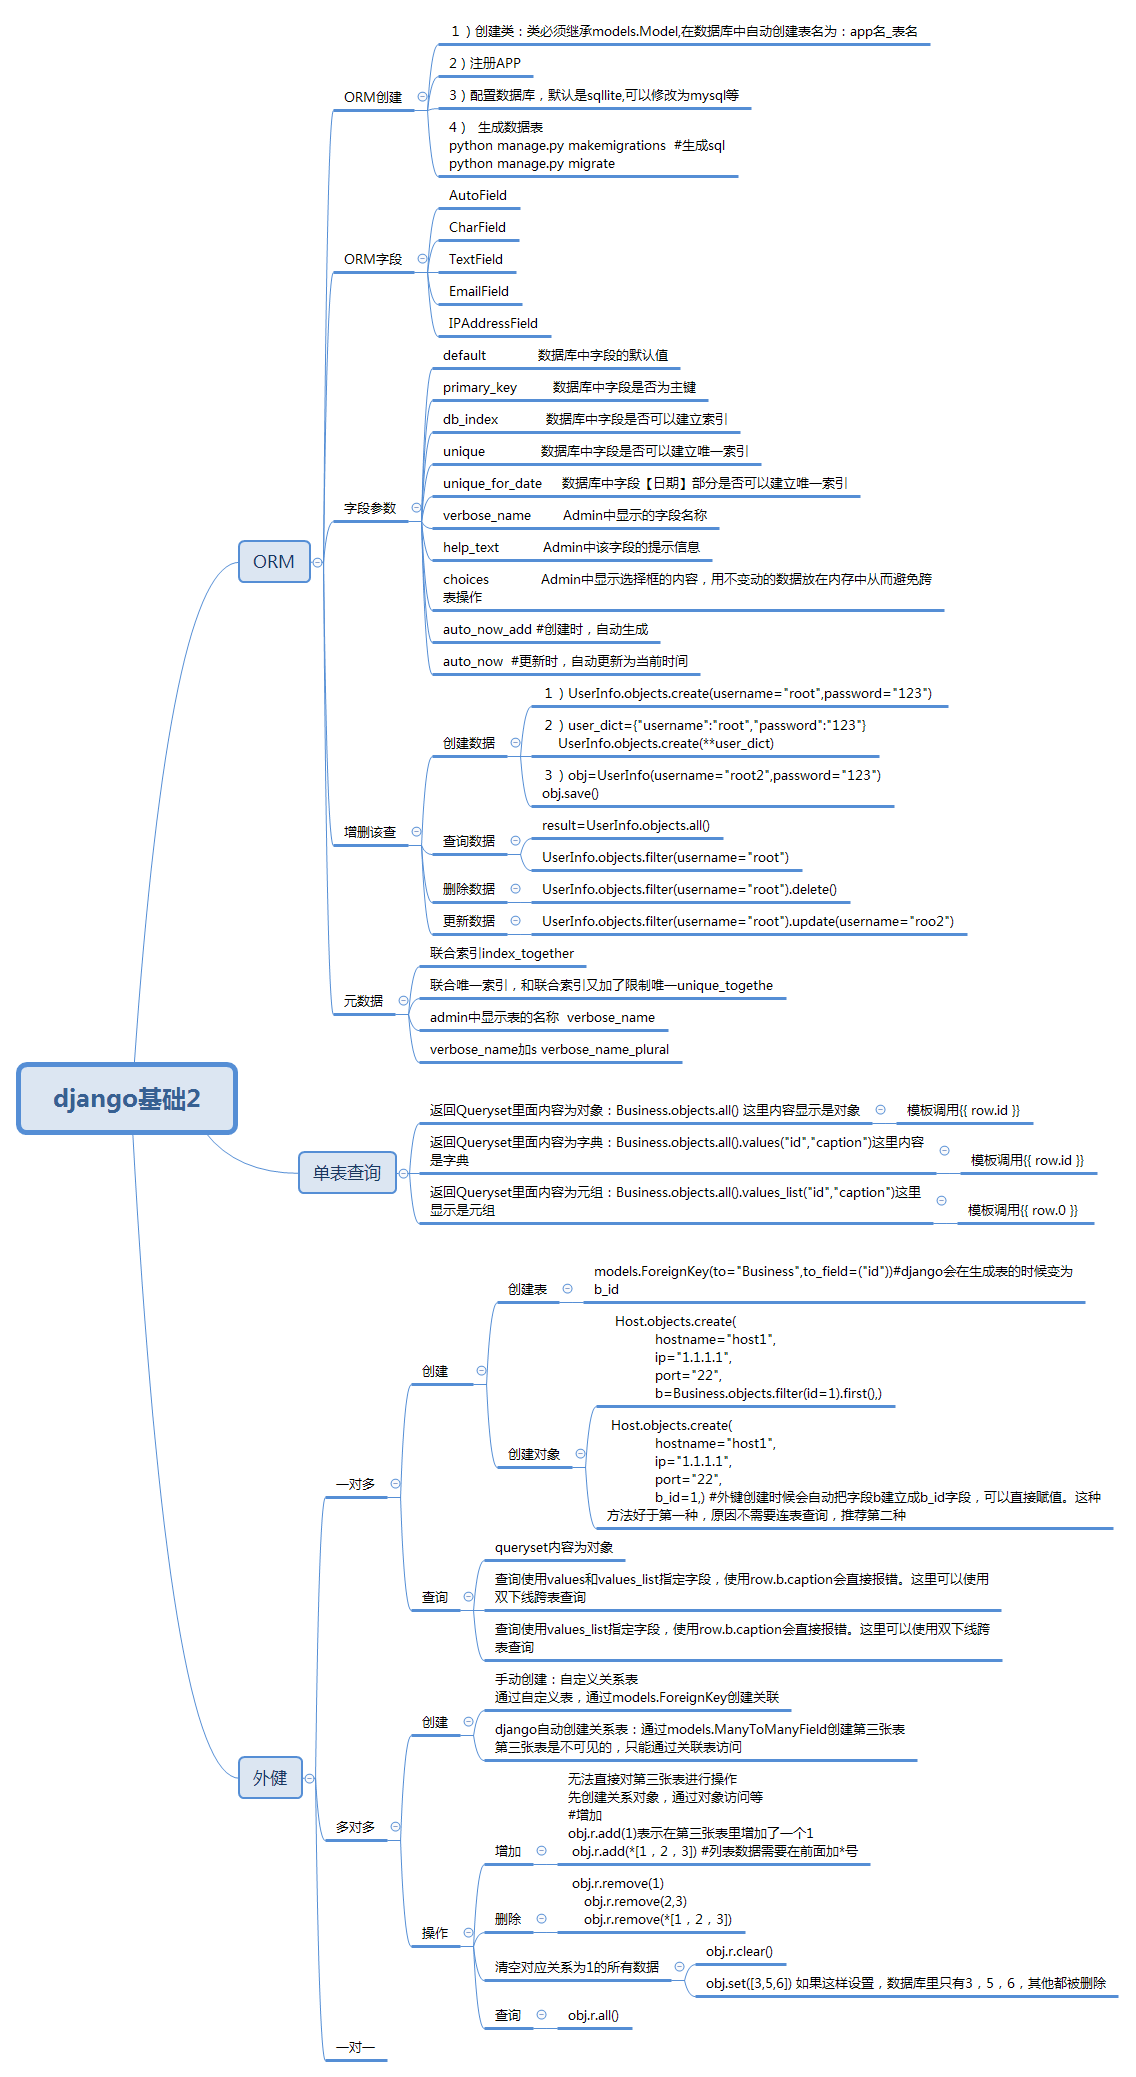 django基础2
ORM
ORM创建
1）创建类：类必须继承models.Model,在数据库中自动创建表名为：app名_表名
2）注册APP
3）配置数据库，默认是sqllite,可以修改为mysql等
4） 生成数据表
python manage.py makemigrations  #生成sql
python manage.py migrate
ORM字段
AutoField
CharField
TextField
EmailField
IPAddressField
字段参数
default 数据库中字段的默认值
primary_key 数据库中字段是否为主键
db_index 数据库中字段是否可以建立索引
unique 数据库中字段是否可以建立唯一索引
unique_for_date 数据库中字段【日期】部分是否可以建立唯一索引
verbose_name Admin中显示的字段名称
help_text Admin中该字段的提示信息
choices Admin中显示选择框的内容，用不变动的数据放在内存中从而避免跨
表操作
auto_now_add #创建时，自动生成
auto_now  #更新时，自动更新为当前时间
增删该查
创建数据
1）UserInfo.objects.create(username="root",password="123")
2）user_dict={"username":"root","password":"123"}
UserInfo.objects.create(**user_dict)
3）obj=UserInfo(username="root2",password="123")
obj.save()
查询数据
result=UserInfo.objects.all()
UserInfo.objects.filter(username="root")
删除数据
UserInfo.objects.filter(username="root").delete()
更新数据
UserInfo.objects.filter(username="root").update(username="roo2")
元数据
联合索引index_together
联合唯一索引，和联合索引又加了限制唯一unique_togethe
admin中显示表的名称  verbose_name
verbose_name加s verbose_name_plural
单表查询
返回Queryset里面内容为对象：Business.objects.all() 这里内容显示是对象
模板调用{{ row.id }}
返回Queryset里面内容为字典：Business.objects.all().values("id","caption")这里内容
是字典
模板调用{{ row.id }}
返回Queryset里面内容为元组：Business.objects.all().values_list("id","caption")这里
显示是元组
模板调用{{ row.0 }}
外健
一对多
创建
创建表
models.ForeignKey(to="Business",to_field=("id"))#django会在生成表的时候变为
b_id
创建对象
Host.objects.create(
hostname="host1",
ip="1.1.1.1",
port="22",
b=Business.objects.filter(id=1).first(),)
Host.objects.create(
hostname="host1",
ip="1.1.1.1",
port="22",
b_id=1,) #外键创建时候会自动把字段b建立成b_id字段，可以直接赋值。这种
方法好于第一种，原因不需要连表查询，推荐第二种
查询
queryset内容为对象
查询使用values和values_list指定字段，使用row.b.caption会直接报错。这里可以使用
双下线跨表查询
查询使用values_list指定字段，使用row.b.caption会直接报错。这里可以使用双下线跨
表查询
多对多
创建
手动创建：自定义关系表
通过自定义表，通过models.ForeignKey创建关联
django自动创建关系表：通过models.ManyToManyField创建第三张表
第三张表是不可见的，只能通过关联表访问
操作
增加
无法直接对第三张表进行操作
先创建关系对象，通过对象访问等
#增加
obj.r.add(1)表示在第三张表里增加了一个1
obj.r.add(*[1，2，3]) #列表数据需要在前面加*号
删除
obj.r.remove(1)
obj.r.remove(2,3)
obj.r.remove(*[1，2，3])
清空对应关系为1的所有数据
obj.r.clear()
obj.set([3,5,6]) 如果这样设置，数据库里只有3，5，6，其他都被删除
查询
obj.r.all()
一对一